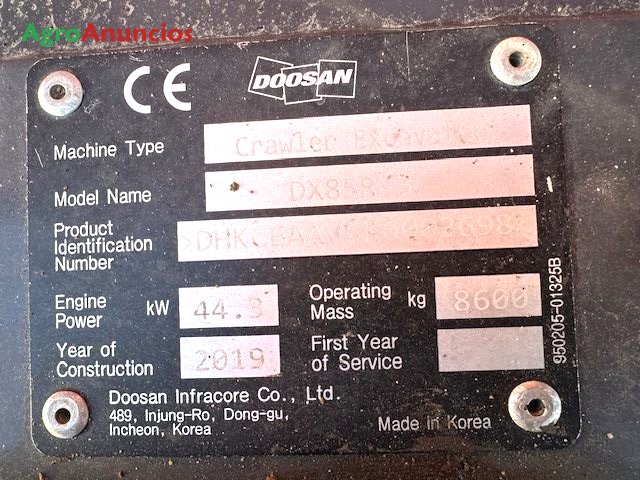 AgroAnuncios
CE
DOOSAN
Machine Type Crawler Excavator
Model Name
Product
Identification
Number
Engine
Power kW 44.9
Operating
Mass kg 8600
Year of
Construction 2019
First Year
of Service
Doosan Infracore Co., Ltd.
489, Injung-Ro, Dong-gu,
Incheon, Korea
Made in Korea
950205-01325B